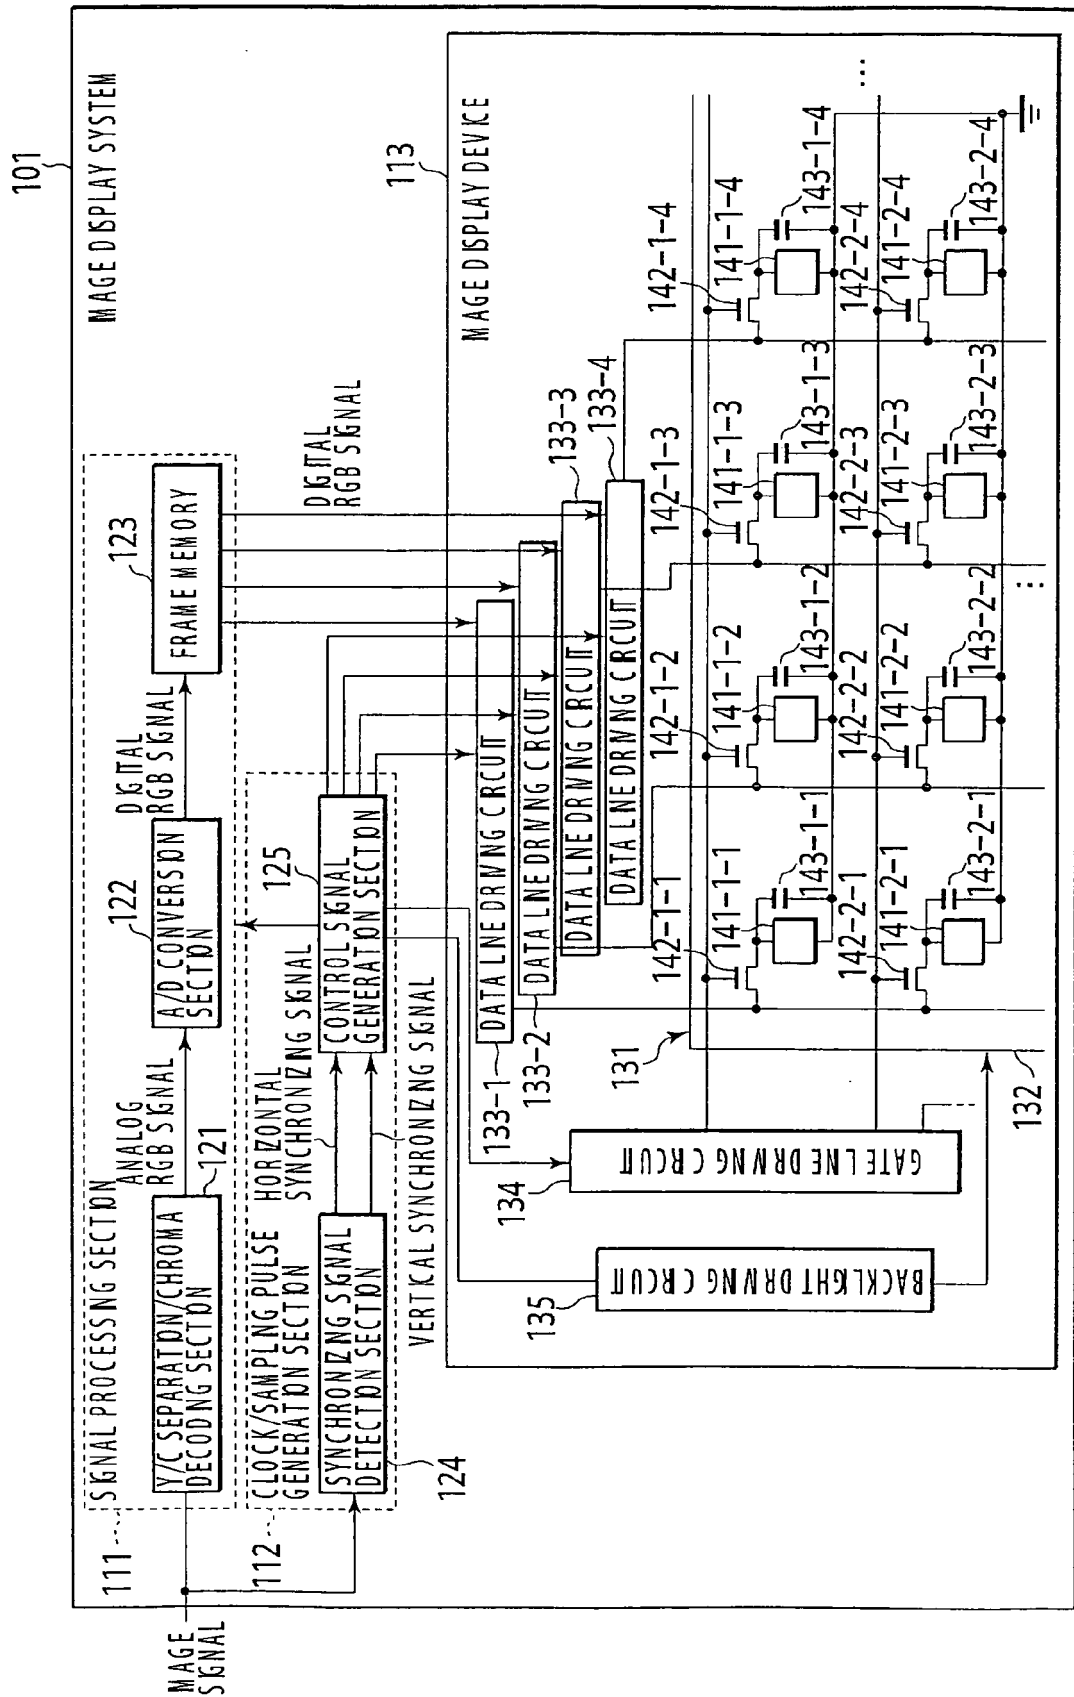 101
MAGE DISPLAY SYSTEM
SIGNAL PROCESSING SECTION
111
MAGE
SIGNAL
Y/C SEPARATION/CHROMA
DECODING SECTION
121
ANALOG
RGB SIGNAL
A/D CONVERSION
SECTION
122
DIGITAL
RGB SIGNAL
FRAME MEMORY
123
CLOCK/SAMPLING PULSE
GENERATION SECTION
112
SYNCHRONIZING SIGNAL
DETECTION SECTION
124
HORIZONTAL
SYNCHRONIZING SIGNAL
VERTICAL SYNCHRONIZING SIGNAL
CONTROL SIGNAL
GENERATION SECTION
125
DIGITAL
RGB SIGNAL
113
MAGE DISPLAY DEVICE
DATA LINE DRIVING CIRCUIT
133-1
DATA LINE DRIVING CIRCUIT
133-2
DATA LINE DRIVING CIRCUIT
133-3
DATA LINE DRIVING CIRCUIT
133-4
BACKLIGHT DRIVING CIRCUIT
135
GATE LINE DRIVING CIRCUIT
134
131
132
142-1-1
141-1-1
143-1-1
142-1-2
141-1-2
143-1-2
142-1-3
141-1-3
143-1-3
142-1-4
141-1-4
143-1-4
142-2-1
141-2-1
143-2-1
142-2-2
141-2-2
143-2-2
142-2-3
141-2-3
143-2-3
142-2-4
141-2-4
143-2-4
...
...